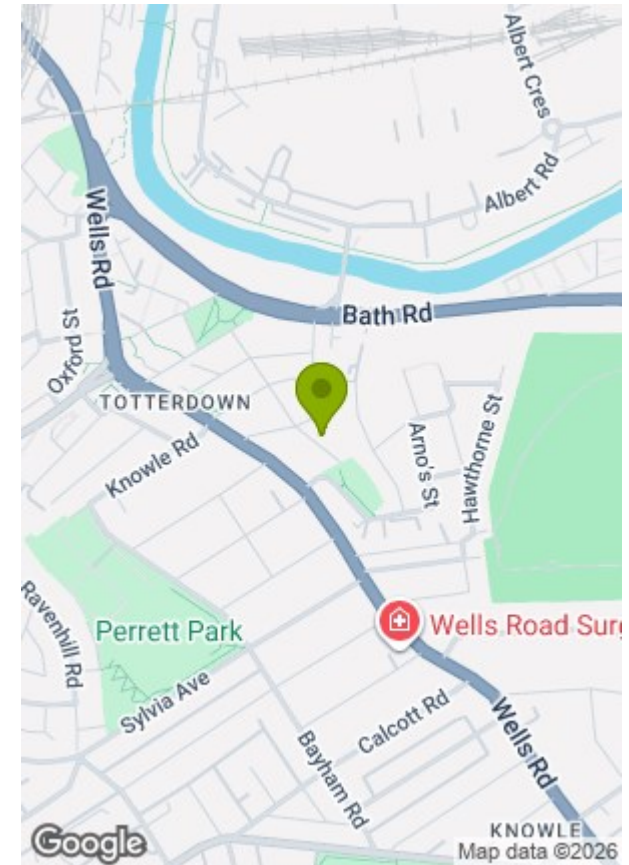 Albert Cres
Albert Rd
Wells Rd
Bath Rd
Oxford St
TOTTERDOWN
Knowle Rd
Arno's St
Hawthorne St
Ravenhill Rd
Perrett Park
Wells Road Surg
Sylvia Ave
Calcott Rd
Bayham Rd
Wells Rd
KNOWLE
Google
Map data ©2026